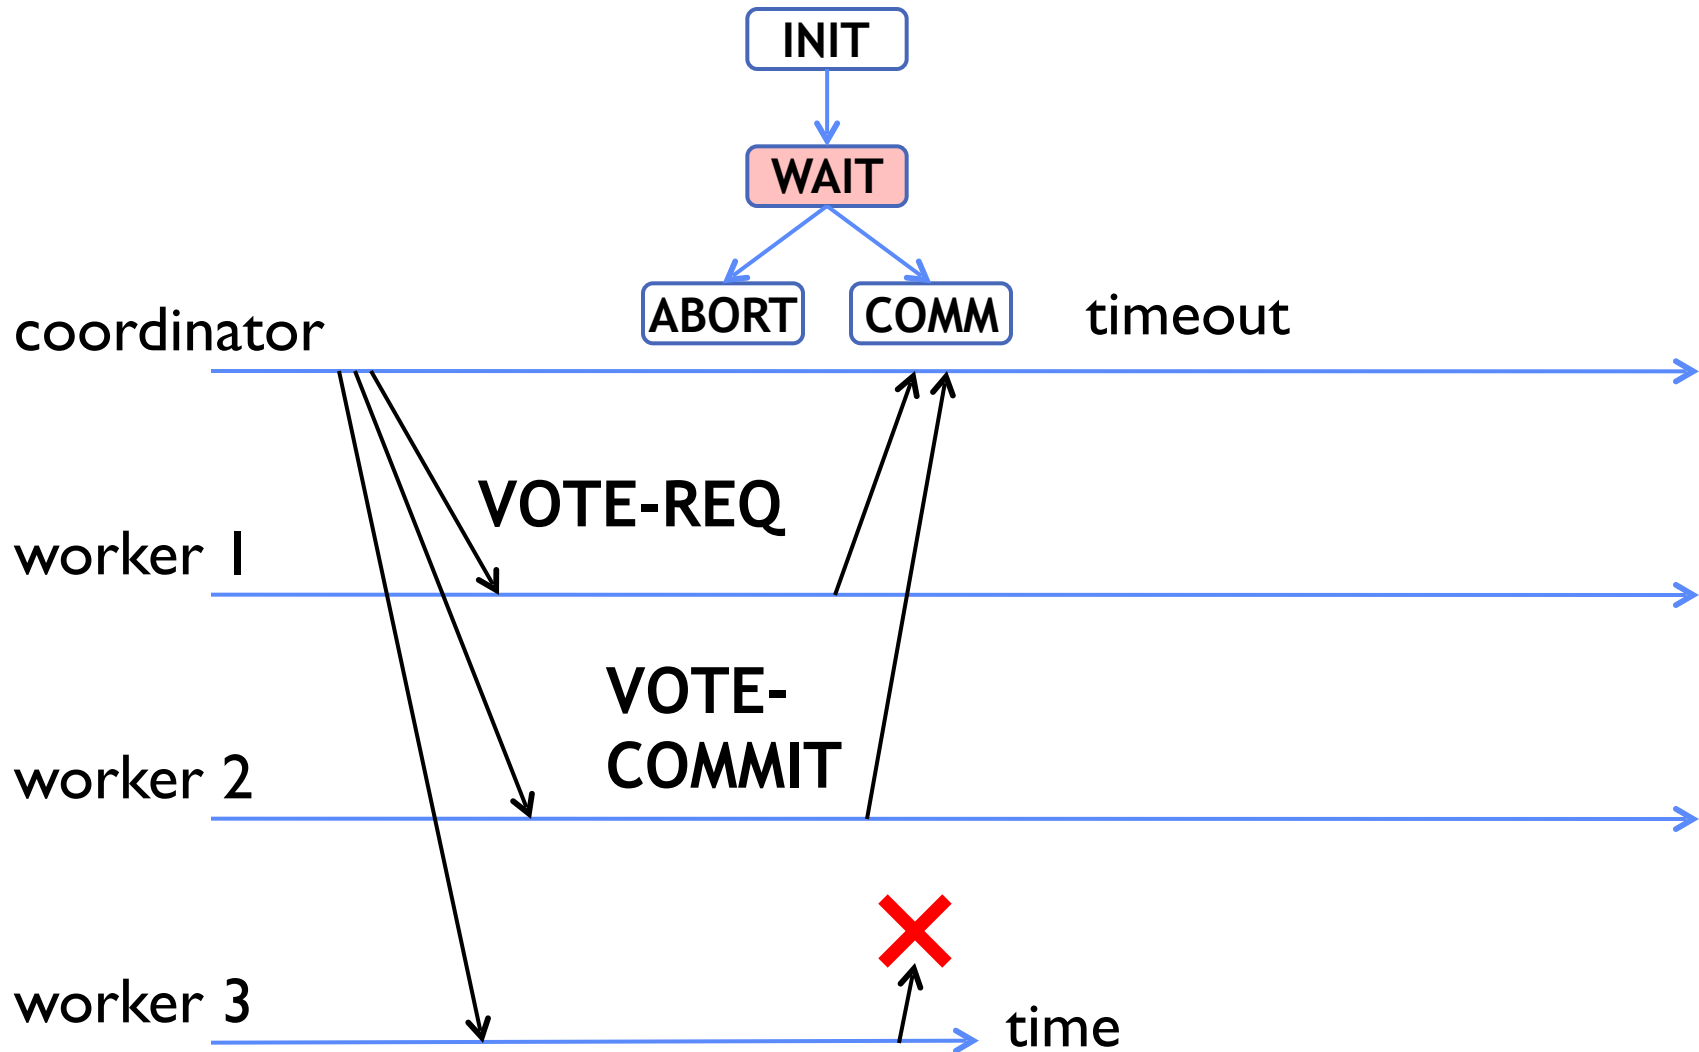 INIT
WAIT
ABORT
COMM
timeout
coordinator
VOTE-REQ
worker 1
VOTE-
COMMIT
worker 2
worker 3
time